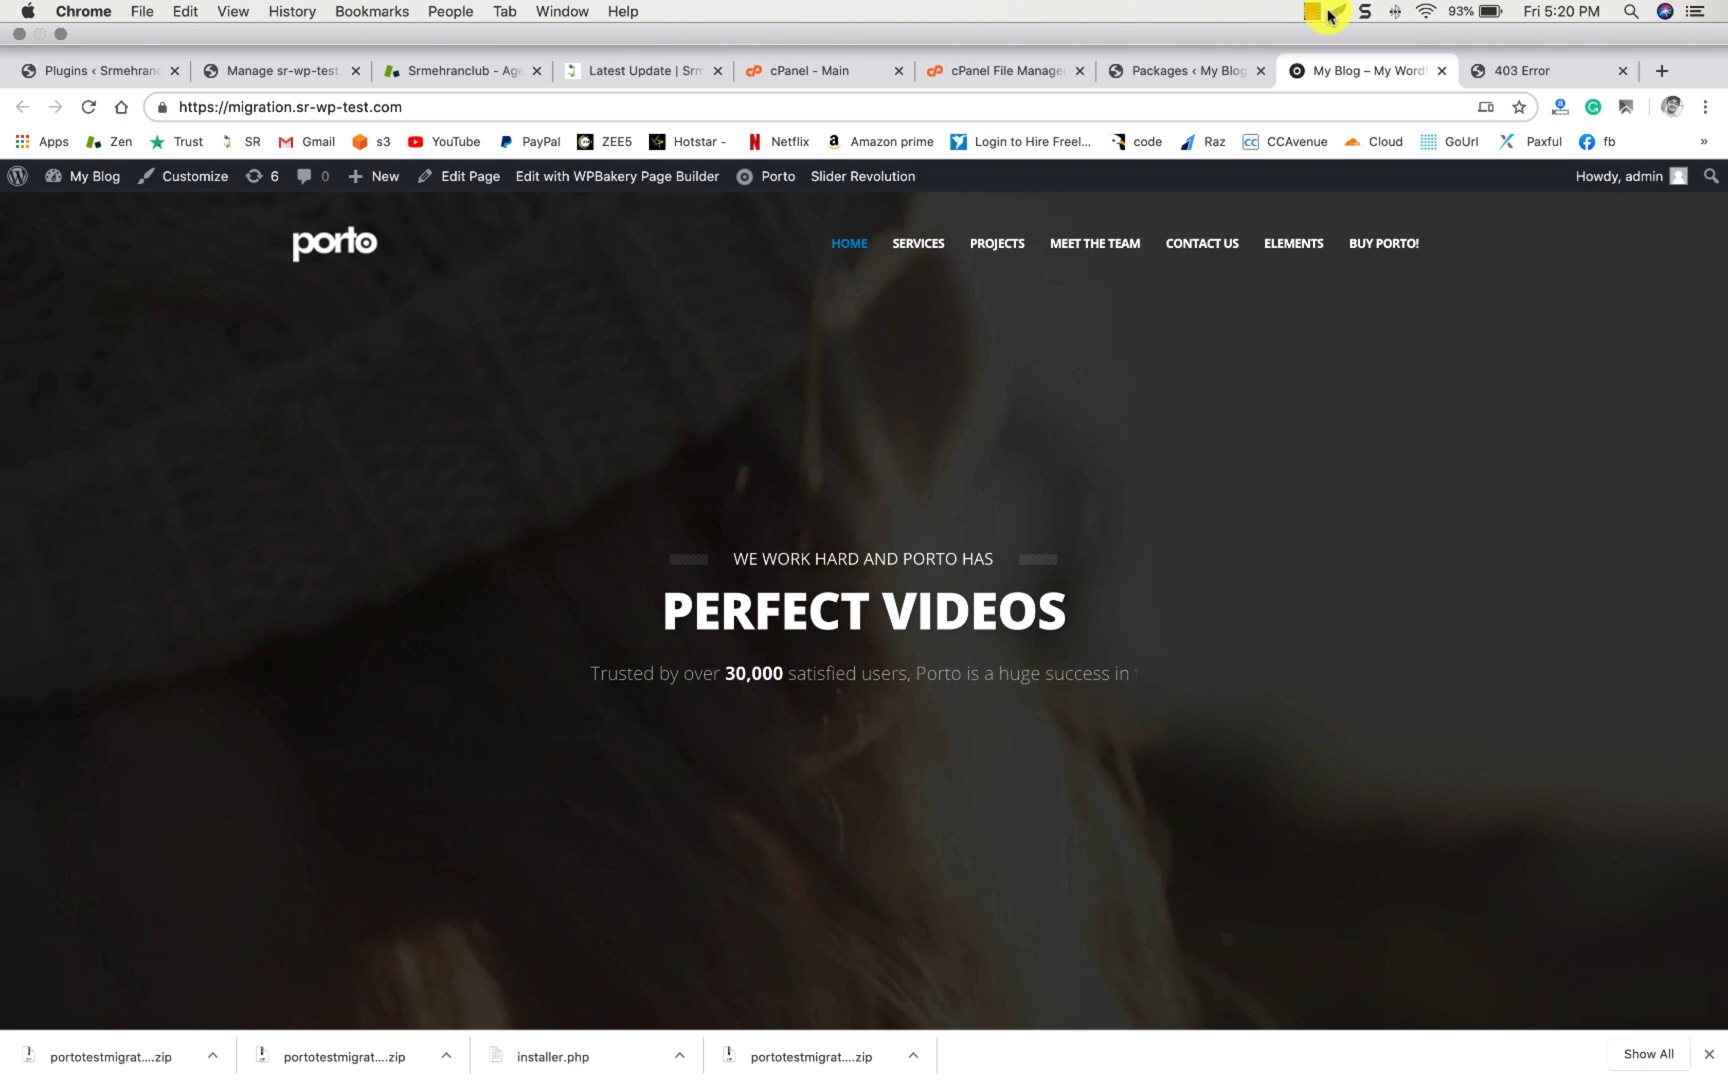 Chrome File Edit View History Bookmarks People Tab Window Help 93% Fri 5:20 PM
Plugins ‹ Srmehranc Manage sr-wp-test. Srmehranclub - Age Latest Update | Srm cPanel - Main cPanel File Manage Packages ‹ My Blog My Blog – My Word 403 Error
https://migration.sr-wp-test.com
Apps Zen Trust SR Gmail s3 YouTube PayPal ZEE5 Hotstar - Netflix Amazon prime Login to Hire Freel... code Raz CCAvenue Cloud GoUrl Paxful fb »
My Blog Customize 6 0 New Edit Page Edit with WPBakery Page Builder Porto Slider Revolution Howdy, admin
porto HOME SERVICES PROJECTS MEET THE TEAM CONTACT US ELEMENTS BUY PORTO!
WE WORK HARD AND PORTO HAS
PERFECT VIDEOS
Trusted by over 30,000 satisfied users, Porto is a huge success in
portotestmigrat....zip portotestmigrat....zip installer.php portotestmigrat....zip Show All